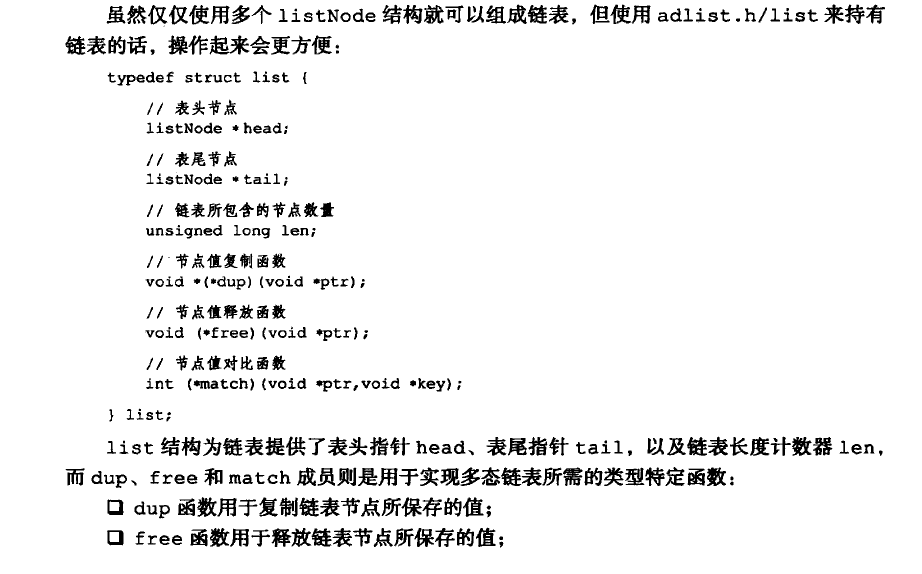 虽然仅仅使用多个 listNode 结构就可以组成链表，但使用 adlist.h/list 来持有
链表的话，操作起来会更方便：
typedef struct list {
// 表头节点
listNode *head;
// 表尾节点
listNode *tail;
// 链表所包含的节点数量
unsigned long len;
// 节点值复制函数
void *(*dup)(void *ptr);
// 节点值释放函数
void (*free)(void *ptr);
// 节点值对比函数
int (*match)(void *ptr,void *key);
} list;
list 结构为链表提供了表头指针 head、表尾指针 tail，以及链表长度计数器 len，
而 dup、free 和 match 成员则是用于实现多态链表所需的类型特定函数：
❏ dup 函数用于复制链表节点所保存的值；
❏ free 函数用于释放链表节点所保存的值；